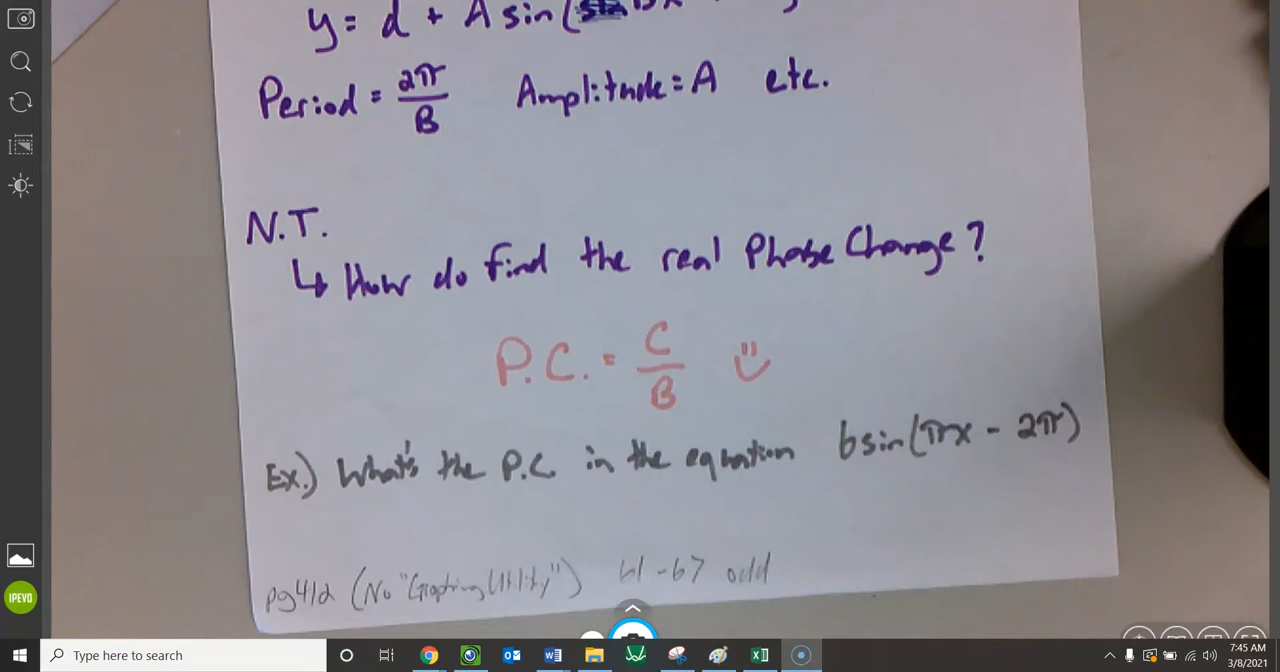 y = d + A sin(
Period = 2π/B Amplitude = A etc.
N.T.
↳ How do find the real Phase Change?
P.C. = C/B
Ex.) What's the P.C. in the equation 6sin(πx - 2π)
pg412 (No "Graphing Utility") 61-67 odd
IPEVO
Type here to search
7:45 AM
3/8/2021